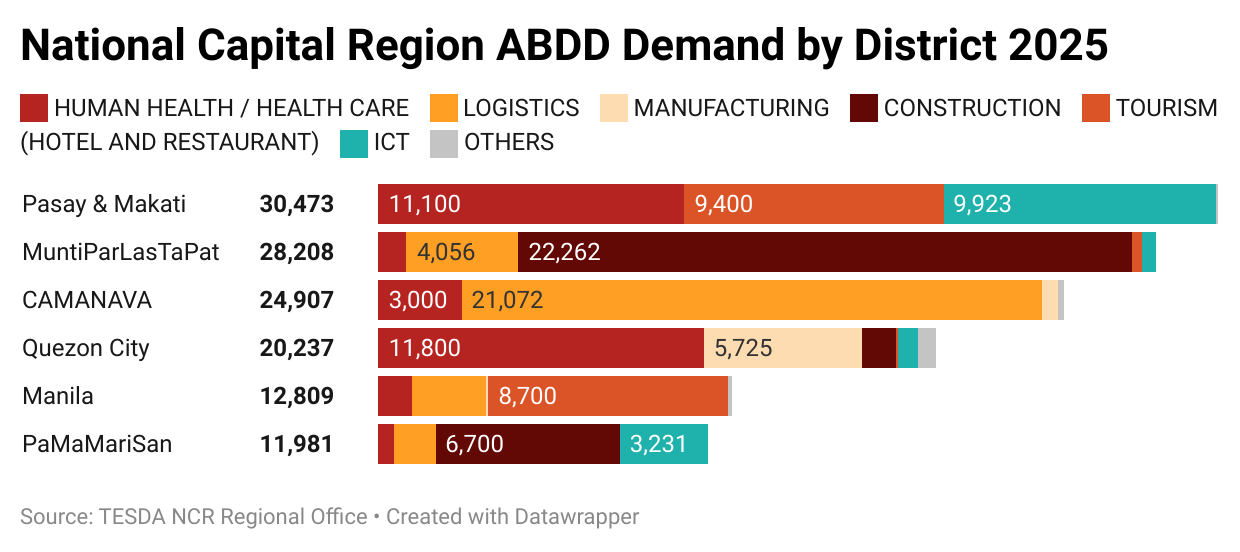 National Capital Region ABDD Demand by District 2025
HUMAN HEALTH / HEALTH CARE LOGISTICS MANUFACTURING CONSTRUCTION TOURISM
(HOTEL AND RESTAURANT) ICT OTHERS
Pasay & Makati 30,473 11,100 9,400 9,923
MuntiParLasTaPat 28,208 4,056 22,262
CAMANAVA 24,907 3,000 21,072
Quezon City 20,237 11,800 5,725
Manila 12,809 8,700
PaMaMariSan 11,981 6,700 3,231
Source: TESDA NCR Regional Office • Created with Datawrapper